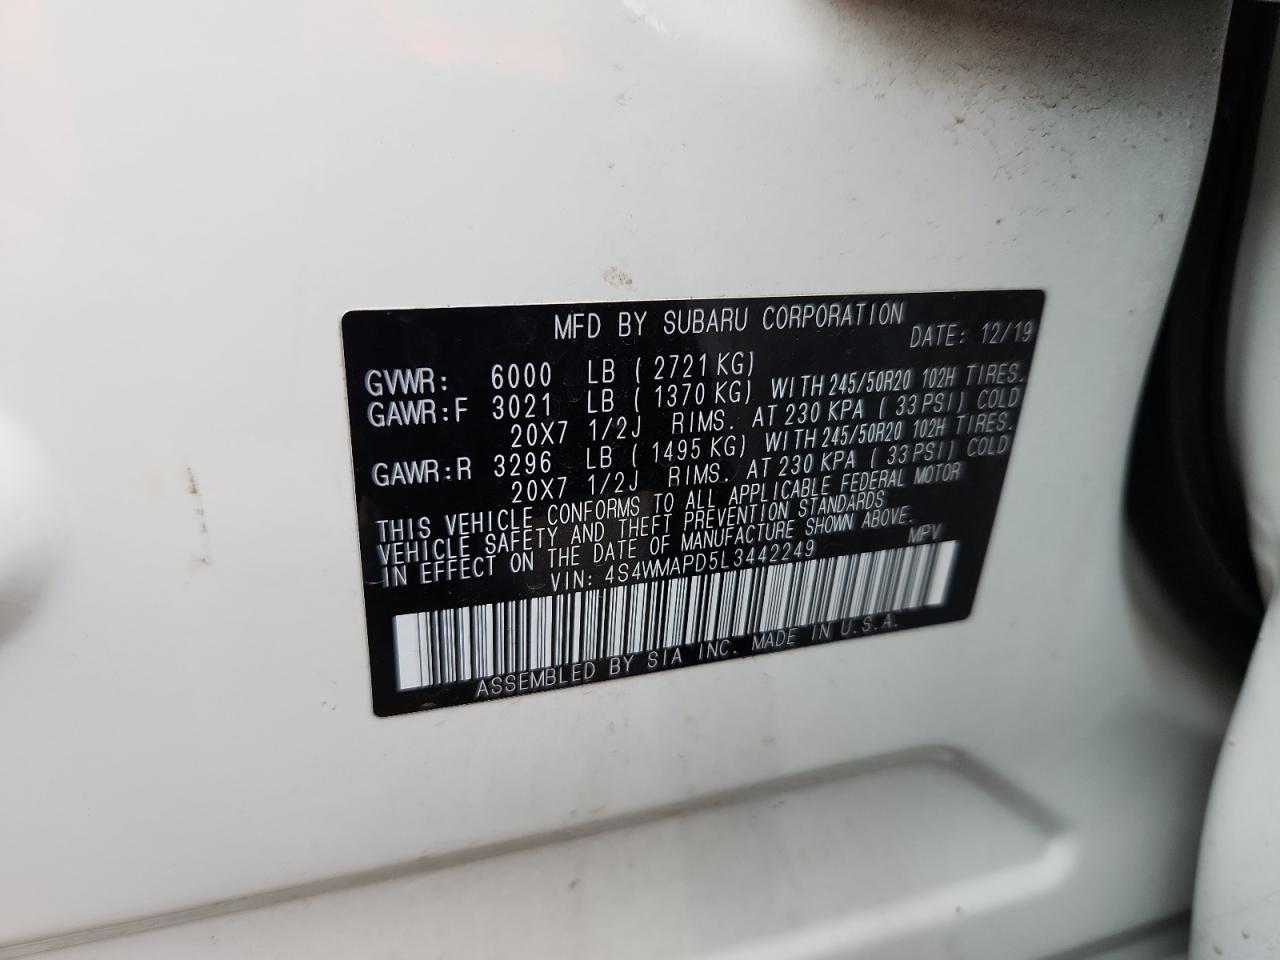 MFD BY SUBARU CORPORATION DATE: 12/19
GVWR: 6000 LB ( 2721 KG)
GAWR:F 3021 LB ( 1370 KG) WITH 245/50R20 102H TIRES.
20X7 1/2J RIMS. AT 230 KPA ( 33 PSI) COLD
GAWR:R 3296 LB ( 1495 KG) WITH 245/50R20 102H TIRES.
20X7 1/2J RIMS. AT 230 KPA ( 33 PSI) COLD
THIS VEHICLE CONFORMS TO ALL APPLICABLE FEDERAL MOTOR
VEHICLE SAFETY AND THEFT PREVENTION STANDARDS
IN EFFECT ON THE DATE OF MANUFACTURE SHOWN ABOVE.
VIN: 4S4WMAPD5L3442249 MPV
ASSEMBLED BY SIA INC. MADE IN U.S.A.